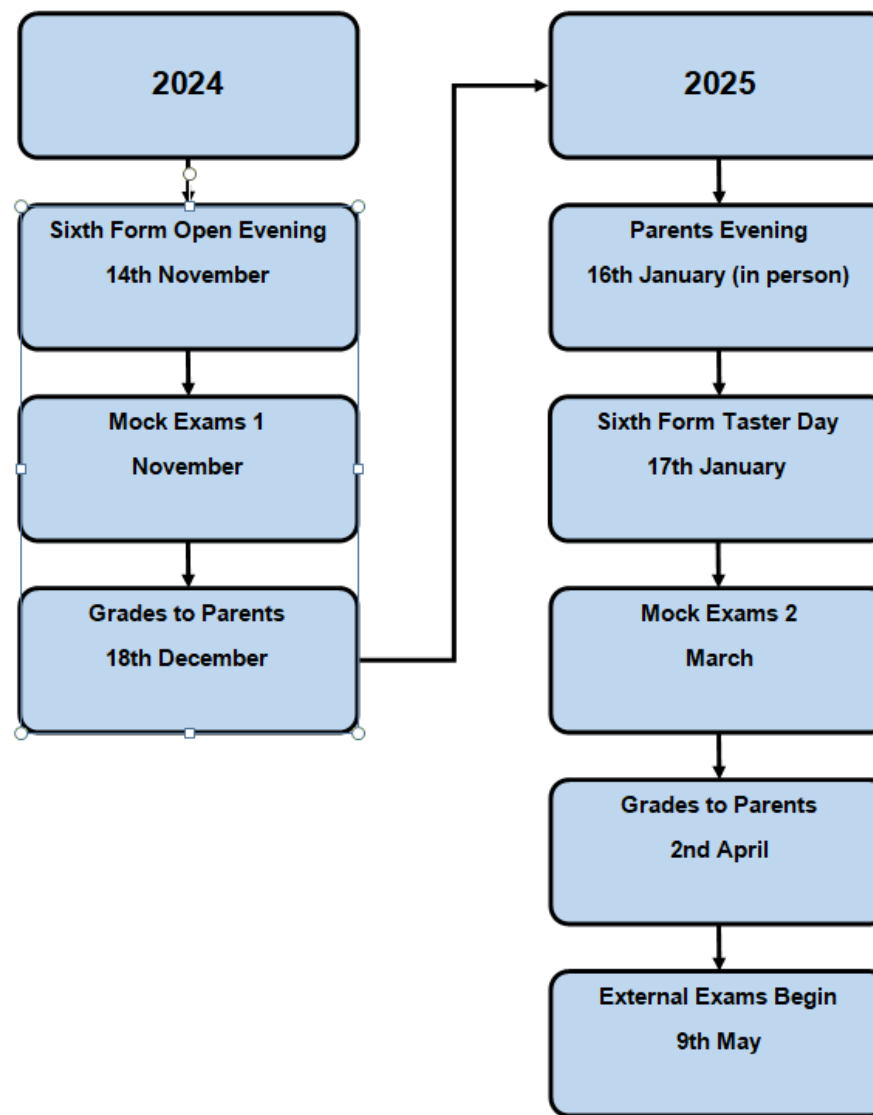 2024
Sixth Form Open Evening
14th November
Mock Exams 1
November
Grades to Parents
18th December
2025
Parents Evening
16th January (in person)
Sixth Form Taster Day
17th January
Mock Exams 2
March
Grades to Parents
2nd April
External Exams Begin
9th May